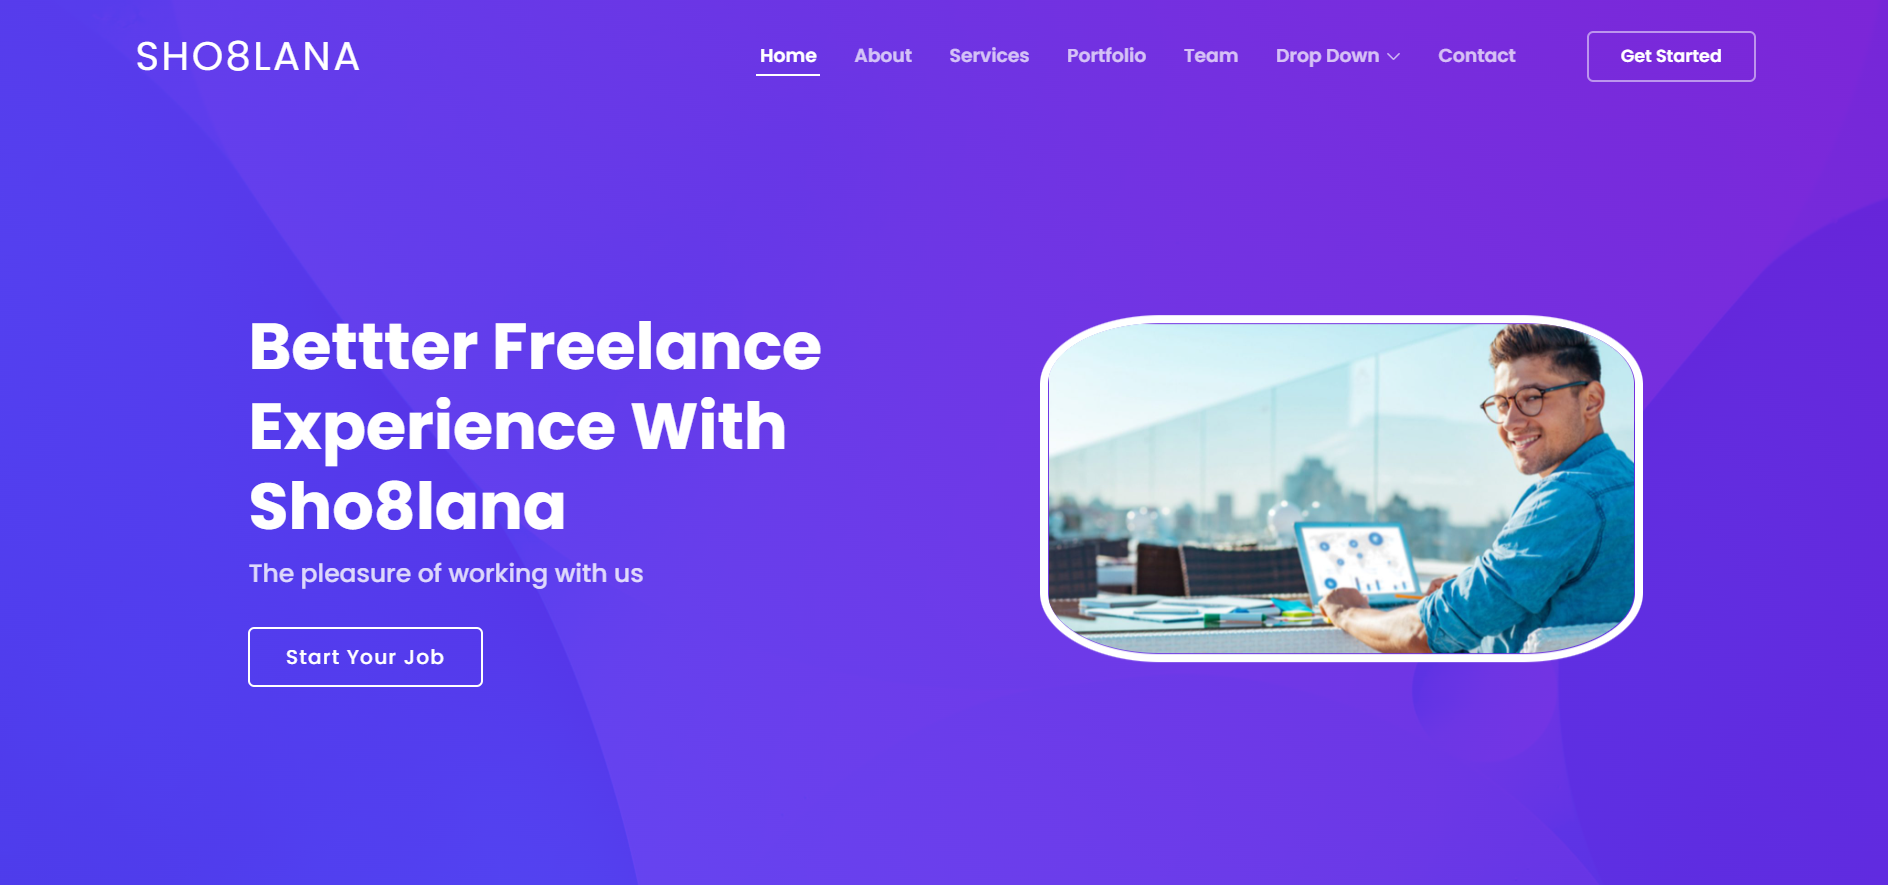 SHO8LANA
Home About Services Portfolio Team Drop Down Contact Get Started
Bettter Freelance
Experience With
Sho8lana
The pleasure of working with us
Start Your Job